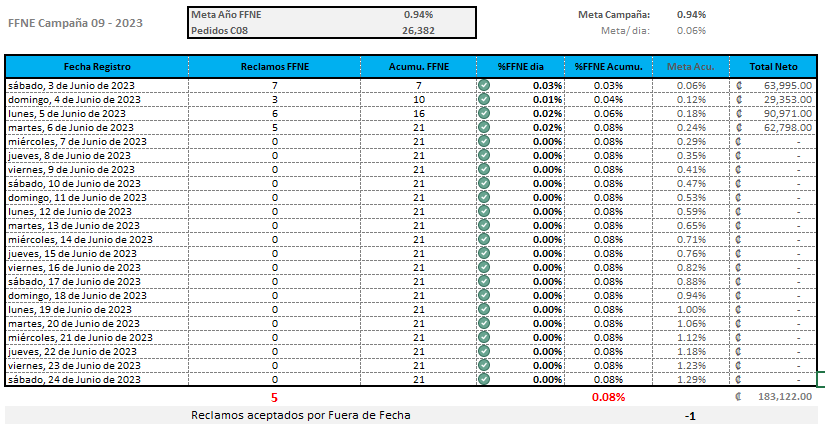 FFNE Campaña 09 - 2023
Meta Año FFNE 0.94%
Pedidos C08 26,382
Meta Campaña: 0.94%
Meta/ dia: 0.06%
Fecha Registro Reclamos FFNE Acumu. FFNE %FFNE dia %FFNE Acumu. Meta Acu. Total Neto
sábado, 3 de Junio de 2023 7 7 0.03% 0.03% 0.06% ₡ 63,995.00
domingo, 4 de Junio de 2023 3 10 0.01% 0.04% 0.12% ₡ 29,353.00
lunes, 5 de Junio de 2023 6 16 0.02% 0.06% 0.18% ₡ 90,971.00
martes, 6 de Junio de 2023 5 21 0.02% 0.08% 0.24% ₡ 62,798.00
miércoles, 7 de Junio de 2023 0 21 0.00% 0.08% 0.29% ₡ -
jueves, 8 de Junio de 2023 0 21 0.00% 0.08% 0.35% ₡ -
viernes, 9 de Junio de 2023 0 21 0.00% 0.08% 0.41% ₡ -
sábado, 10 de Junio de 2023 0 21 0.00% 0.08% 0.47% ₡ -
domingo, 11 de Junio de 2023 0 21 0.00% 0.08% 0.53% ₡ -
lunes, 12 de Junio de 2023 0 21 0.00% 0.08% 0.59% ₡ -
martes, 13 de Junio de 2023 0 21 0.00% 0.08% 0.65% ₡ -
miércoles, 14 de Junio de 2023 0 21 0.00% 0.08% 0.71% ₡ -
jueves, 15 de Junio de 2023 0 21 0.00% 0.08% 0.76% ₡ -
viernes, 16 de Junio de 2023 0 21 0.00% 0.08% 0.82% ₡ -
sábado, 17 de Junio de 2023 0 21 0.00% 0.08% 0.88% ₡ -
domingo, 18 de Junio de 2023 0 21 0.00% 0.08% 0.94% ₡ -
lunes, 19 de Junio de 2023 0 21 0.00% 0.08% 1.00% ₡ -
martes, 20 de Junio de 2023 0 21 0.00% 0.08% 1.06% ₡ -
miércoles, 21 de Junio de 2023 0 21 0.00% 0.08% 1.12% ₡ -
jueves, 22 de Junio de 2023 0 21 0.00% 0.08% 1.18% ₡ -
viernes, 23 de Junio de 2023 0 21 0.00% 0.08% 1.23% ₡ -
sábado, 24 de Junio de 2023 0 21 0.00% 0.08% 1.29% ₡ -
5 0.08% ₡ 183,122.00
Reclamos aceptados por Fuera de Fecha -1